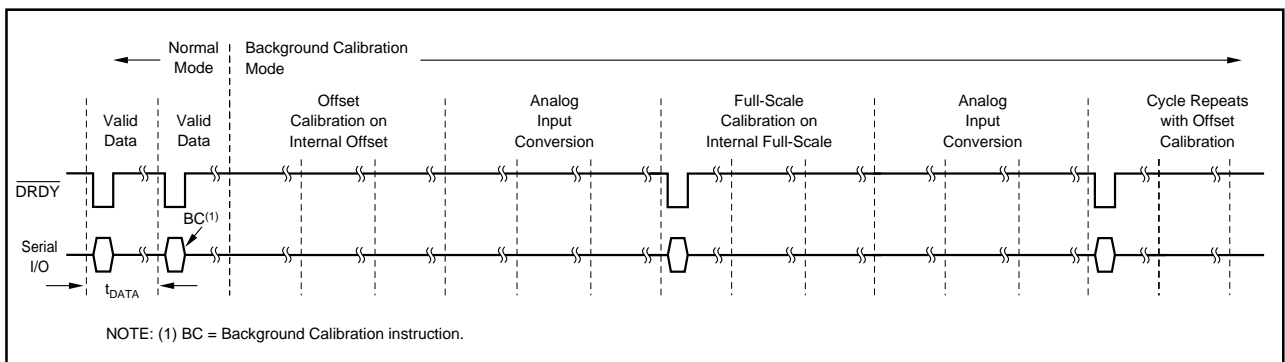 Normal
Mode
Background Calibration
Mode
Valid
Data
Valid
Data
Offset
Calibration on
Internal Offset
Analog
Input
Conversion
Full-Scale
Calibration on
Internal Full-Scale
Analog
Input
Conversion
Cycle Repeats
with Offset
Calibration
DRDY
BC(1)
Serial
I/O
tDATA
NOTE: (1) BC = Background Calibration instruction.